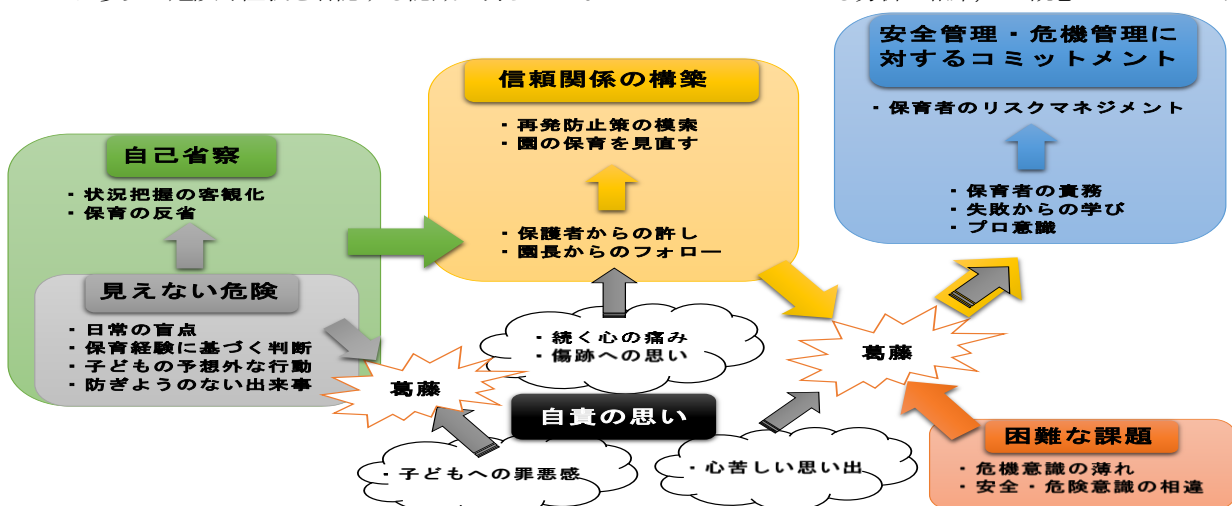 安全管理・危機管理に
対するコミットメント
・保育者のリスクマネジメント
・保育者の責務
・失敗からの学び
・プロ意識
信頼関係の構築
・再発防止策の模索
・園の保育を見直す
・保護者からの許し
・園長からのフォロー
自己省察
・状況把握の客観化
・保育の反省
見えない危険
・日常の盲点
・保育経験に基づく判断
・子どもの予想外な行動
・防ぎようのない出来事
葛藤
・続く心の痛み
・傷跡への思い
葛藤
自責の思い
・子どもへの罪悪感
・心苦しい思い出
困難な課題
・危機意識の薄れ
・安全・危険意識の相違